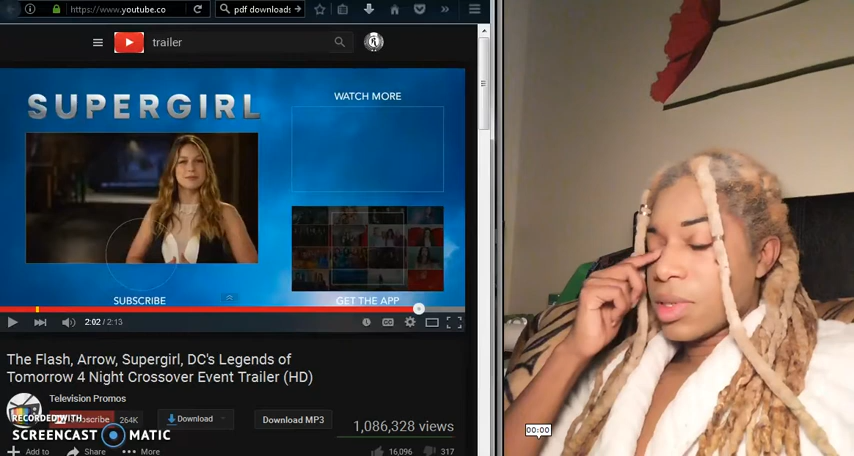 https://www.youtube.co
pdf downloads
trailer
SUPERGIRL
WATCH MORE
SUBSCRIBE
GET THE APP
2:02 / 2:13
The Flash, Arrow, Supergirl, DC's Legends of
Tomorrow 4 Night Crossover Event Trailer (HD)
Television Promos
Subscribe
264K
Download
Download MP3
1,086,328 views
RECORDED WITH
SCREENCAST MATIC
Add to
Share
More
16,096
317
00:00